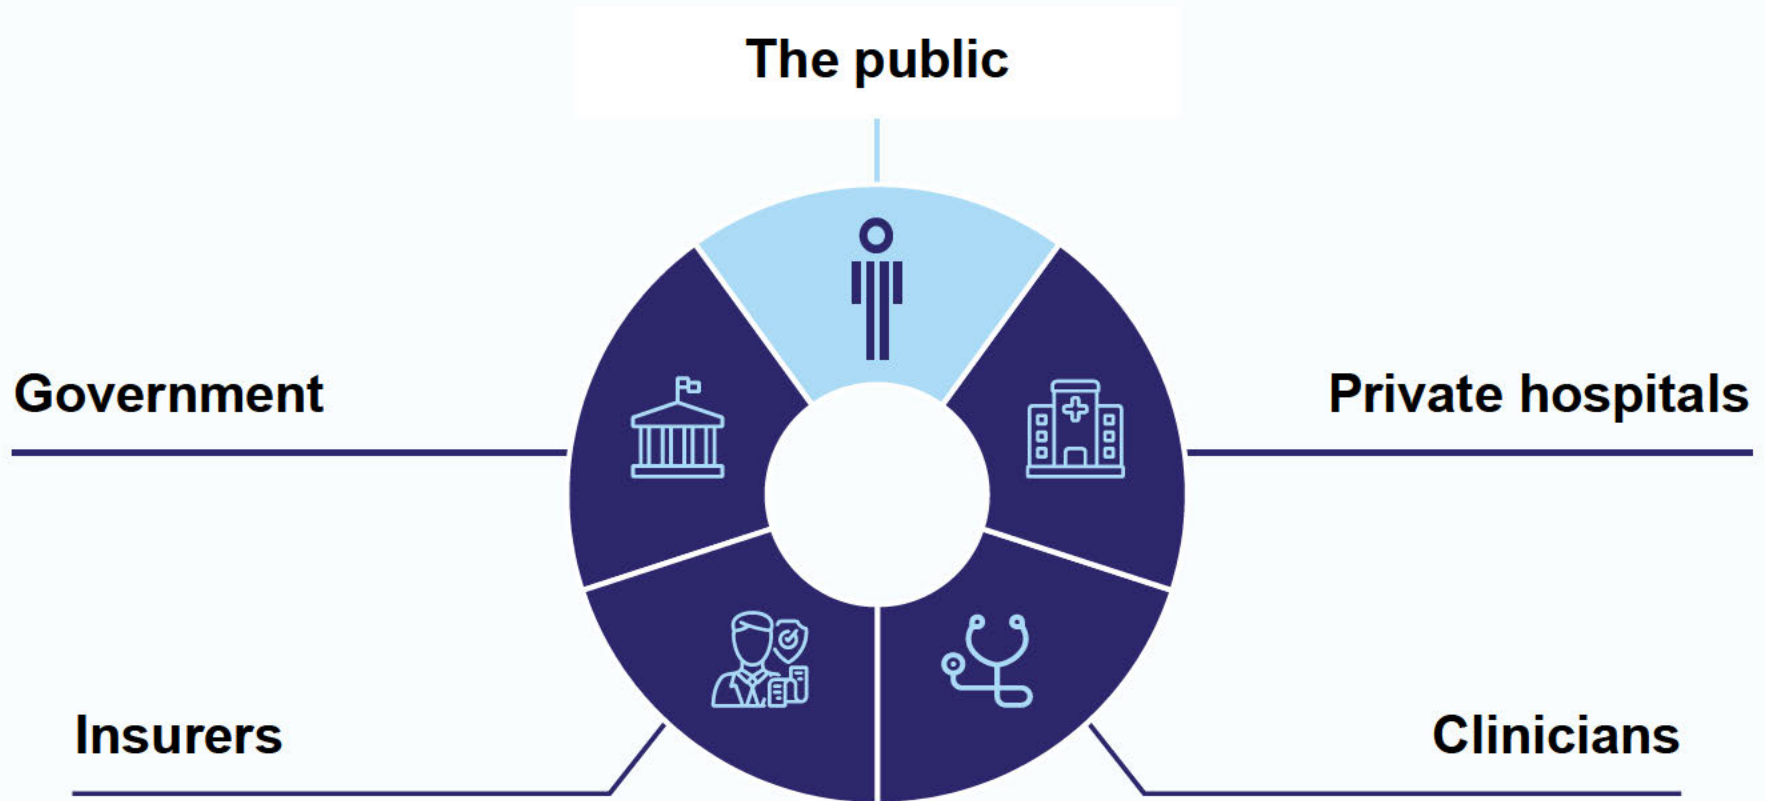 The public
Government
Private hospitals
Insurers
Clinicians